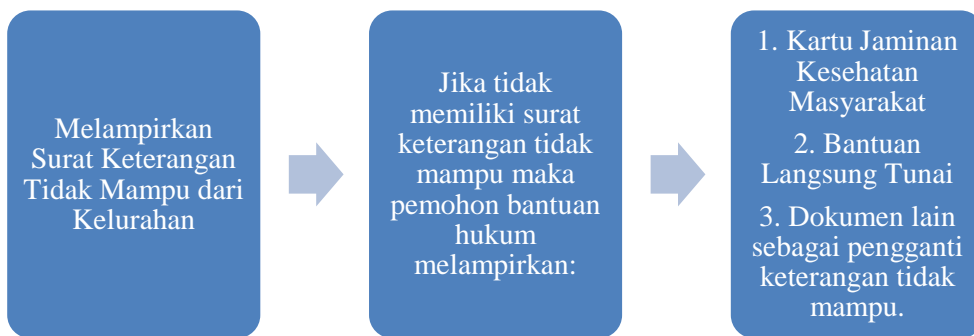 Melampirkan
Surat Keterangan
Tidak Mampu dari
Kelurahan
Jika tidak
memiliki surat
keterangan tidak
mampu maka
pemohon bantuan
hukum
melampirkan:
1. Kartu Jaminan
Kesehatan
Masyarakat
2. Bantuan
Langsung Tunai
3. Dokumen lain
sebagai pengganti
keterangan tidak
mampu.